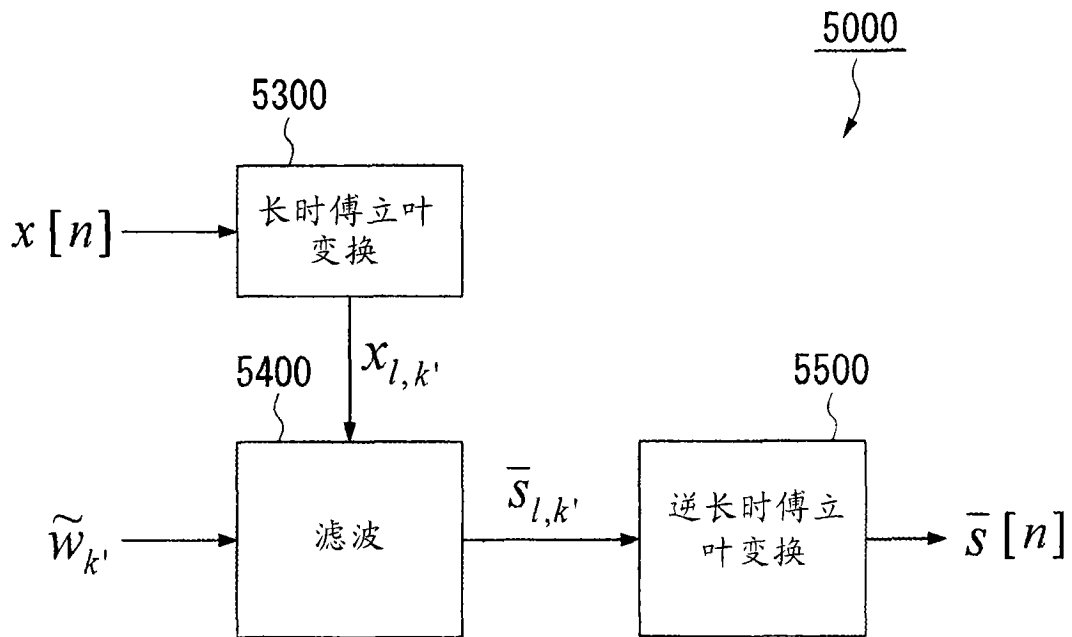 5000
5300
长时傅立叶
变换
x[n]
x_{l,k'}
5400
5500
滤波
w̃_{k'}
s̄_{l,k'}
逆长时傅立
叶变换
s̄[n]